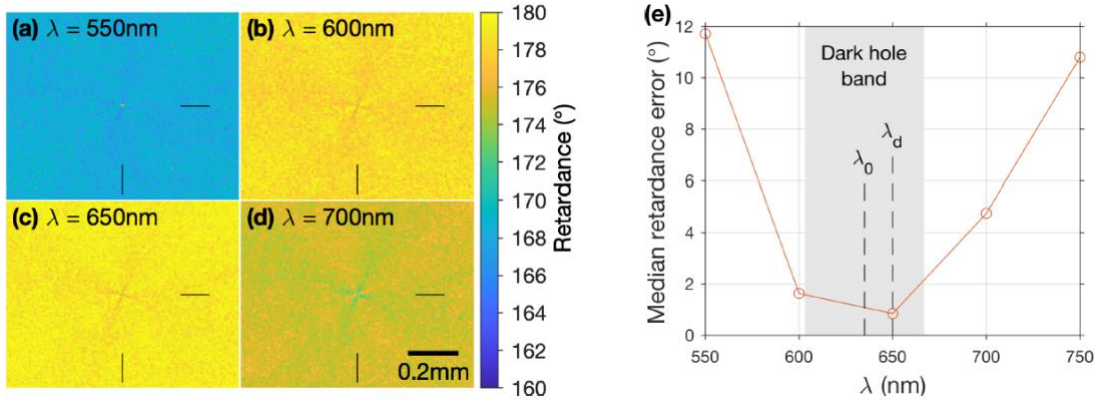 (a) λ = 550nm
(b) λ = 600nm
(c) λ = 650nm
(d) λ = 700nm
0.2mm
180
178
176
174
172
170
168
166
164
162
160
Retardance (°)
(e)
Median retardance error (°)
12
10
8
6
4
2
0
Dark hole
band
λ0
λd
550
600
650
700
750
λ (nm)